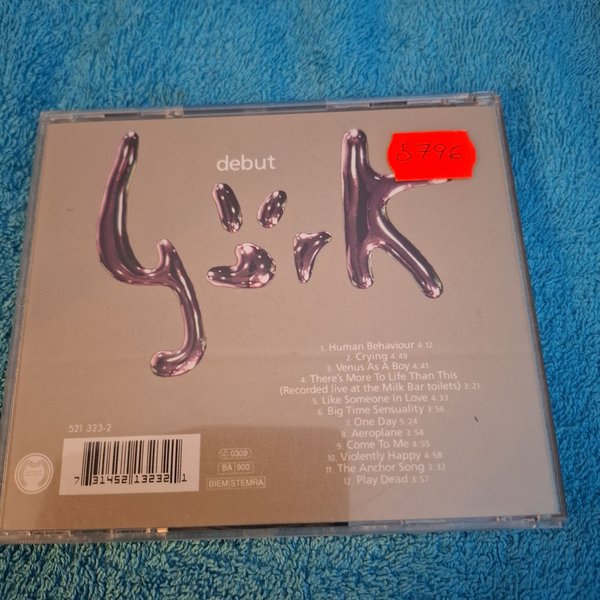 debut
5796
björk
1. Human Behaviour 4:12
2. Crying 4:49
3. Venus As A Boy 4:41
4. There's More To Life Than This
(Recorded live at the Milk Bar toilets) 3:21
5. Like Someone In Love 4:33
6. Big Time Sensuality 3:56
7. One Day 5:24
8. Aeroplane 3:54
9. Come To Me 4:55
10. Violently Happy 4:58
11. The Anchor Song 3:32
12. Play Dead 3:57
521 323-2
LC 0309
BA 900
BIEM/STEMRA
7 31452 13232 1